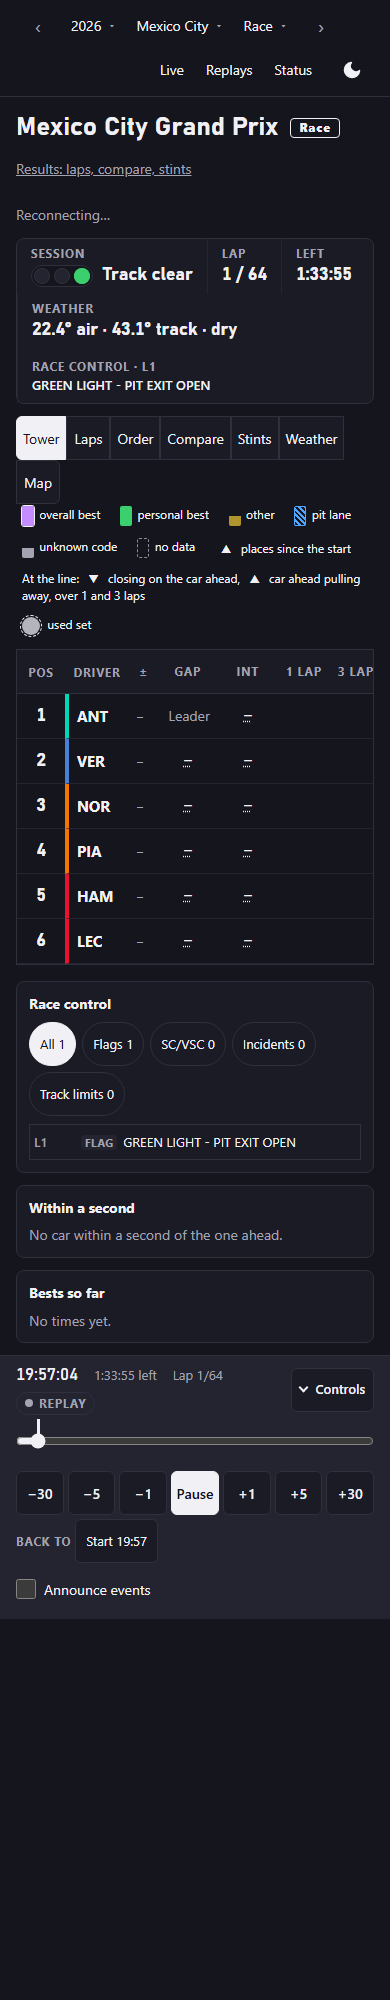 ‹ 2026 Mexico City Race ›
Live Replays Status
Mexico City Grand Prix Race
Results: laps, compare, stints
Reconnecting...
SESSION LAP LEFT
Track clear 1 / 64 1:33:55
WEATHER
22.4° air · 43.1° track · dry
RACE CONTROL · L1
GREEN LIGHT - PIT EXIT OPEN
Tower Laps Order Compare Stints Weather
Map
overall best personal best other pit lane
unknown code no data ▲ places since the start
At the line: ▼ closing on the car ahead, ▲ car ahead pulling
away, over 1 and 3 laps
used set
POS DRIVER ± GAP INT 1 LAP 3 LAP
1 ANT – Leader –
2 VER – – –
3 NOR – – –
4 PIA – – –
5 HAM – – –
6 LEC – – –
Race control
All 1 Flags 1 SC/VSC 0 Incidents 0
Track limits 0
L1 FLAG GREEN LIGHT - PIT EXIT OPEN
Within a second
No car within a second of the one ahead.
Bests so far
No times yet.
19:57:04 1:33:55 left Lap 1/64 Controls
REPLAY
−30 −5 −1 Pause +1 +5 +30
BACK TO Start 19:57
Announce events